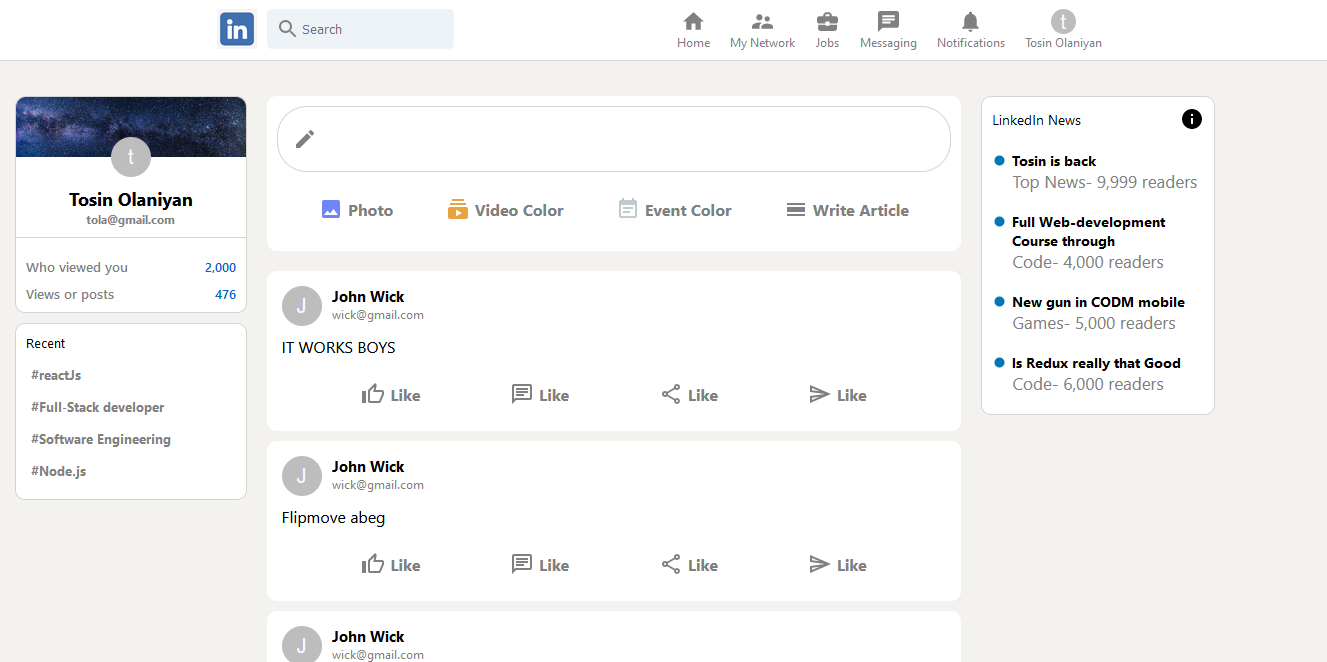 in
Search
Home
My Network
Jobs
Messaging
Notifications
t
Tosin Olaniyan
t
Tosin Olaniyan
tola@gmail.com
Who viewed you 2,000
Views or posts 476
Recent
#reactJs
#Full-Stack developer
#Software Engineering
#Node.js
Photo
Video Color
Event Color
Write Article
J
John Wick
wick@gmail.com
IT WORKS BOYS
Like
Like
Like
Like
J
John Wick
wick@gmail.com
Flipmove abeg
Like
Like
Like
Like
J
John Wick
wick@gmail.com
LinkedIn News
Tosin is back
Top News- 9,999 readers
Full Web-development
Course through
Code- 4,000 readers
New gun in CODM mobile
Games- 5,000 readers
Is Redux really that Good
Code- 6,000 readers